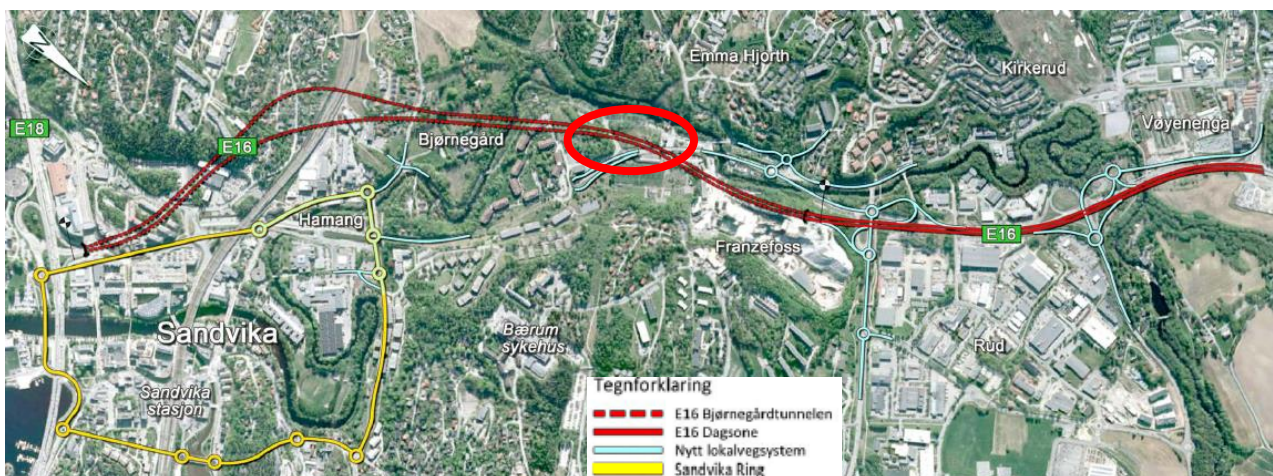 Emma Hjorth
Kirkerud
E18
Vøyenenga
E16
Bjørnegård
Hamang
E16
Franzefoss
Sandvika
Bærum
sykehus
Rud
Sandvika
stasjon
Tegnforklaring
E16 Bjørnegårdtunnelen
E16 Dagsone
Nytt lokalvegsystem
Sandvika Ring